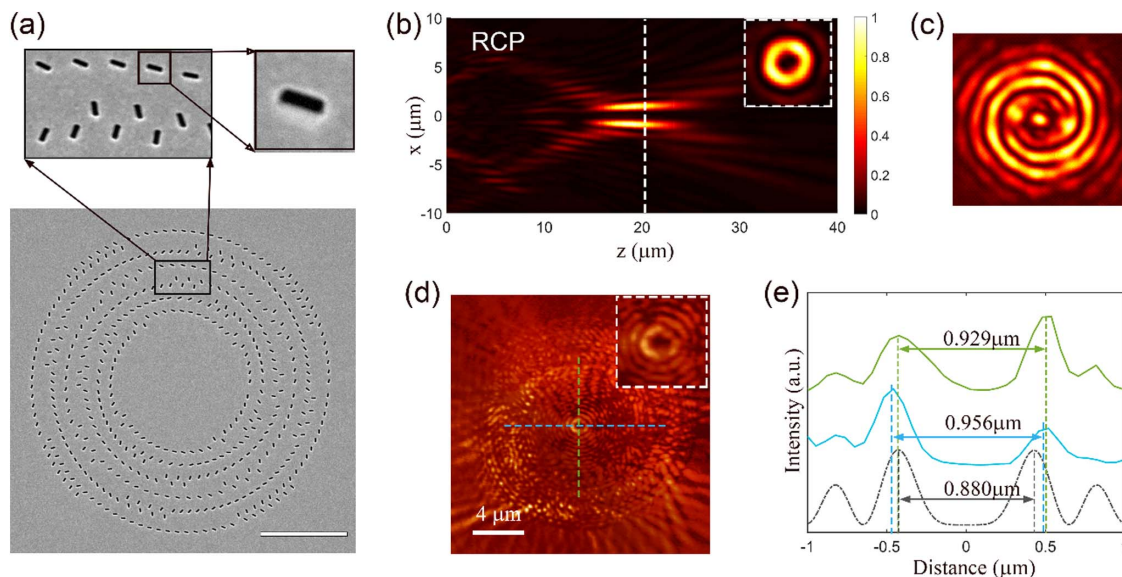 (a)
(b)
RCP
x (μm)
10
5
0
-5
-10
0
10
20
30
40
z (μm)
1
0.8
0.6
0.4
0.2
0
(c)
(d)
4 μm
(e)
Intensity (a.u.)
0.929μm
0.956μm
0.880μm
-1
-0.5
0
0.5
1
Distance (μm)